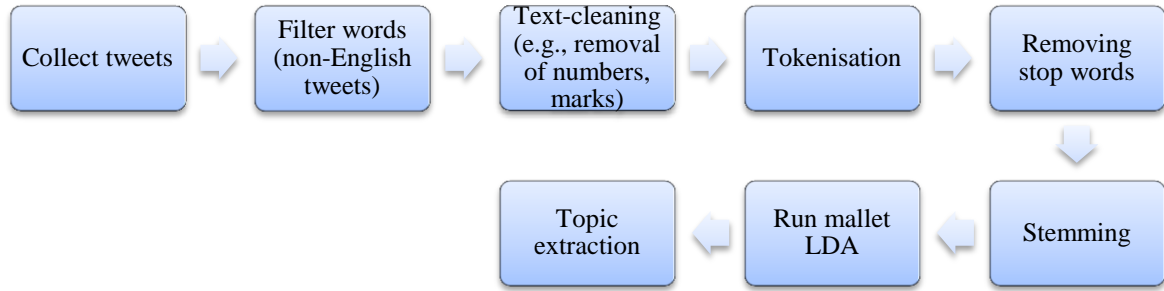 Collect tweets
Filter words
(non-English
tweets)
Text-cleaning
(e.g., removal
of numbers,
marks)
Tokenisation
Removing
stop words
Stemming
Run mallet
LDA
Topic
extraction